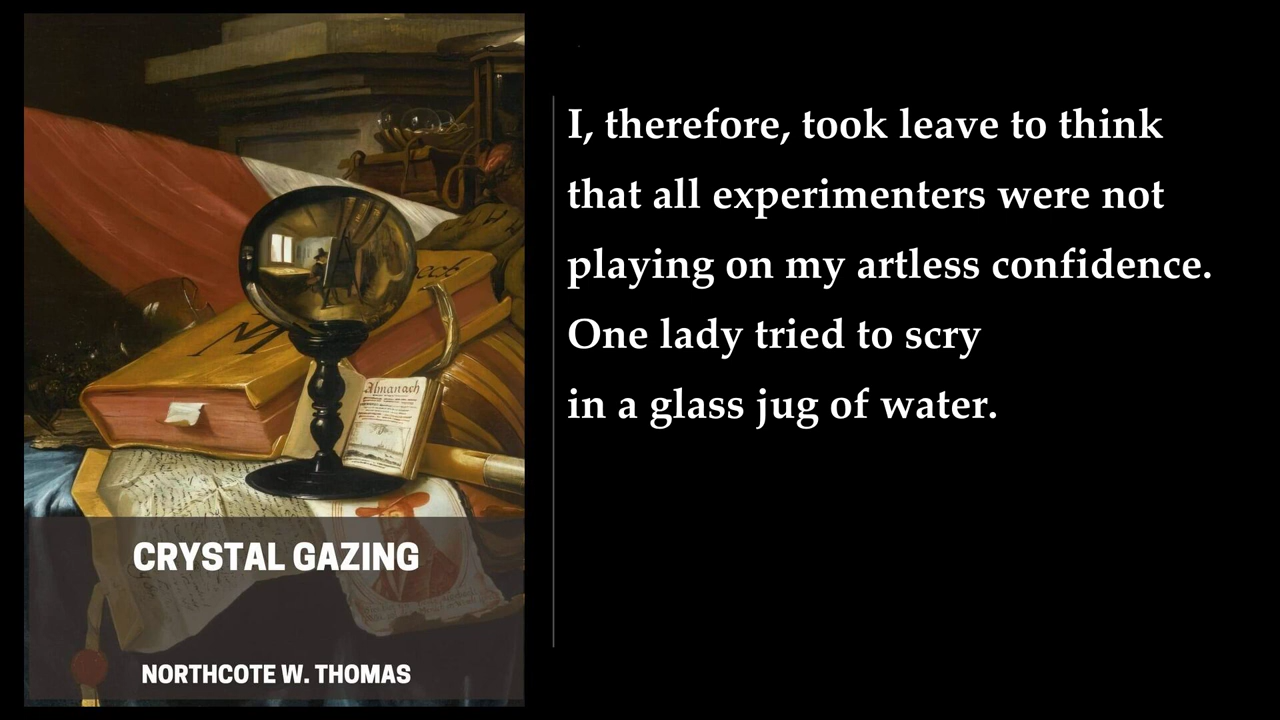 Almanach
M
CRYSTAL GAZING
NORTHCOTE W. THOMAS
I, therefore, took leave to think
that all experimenters were not
playing on my artless confidence.
One lady tried to scry
in a glass jug of water.